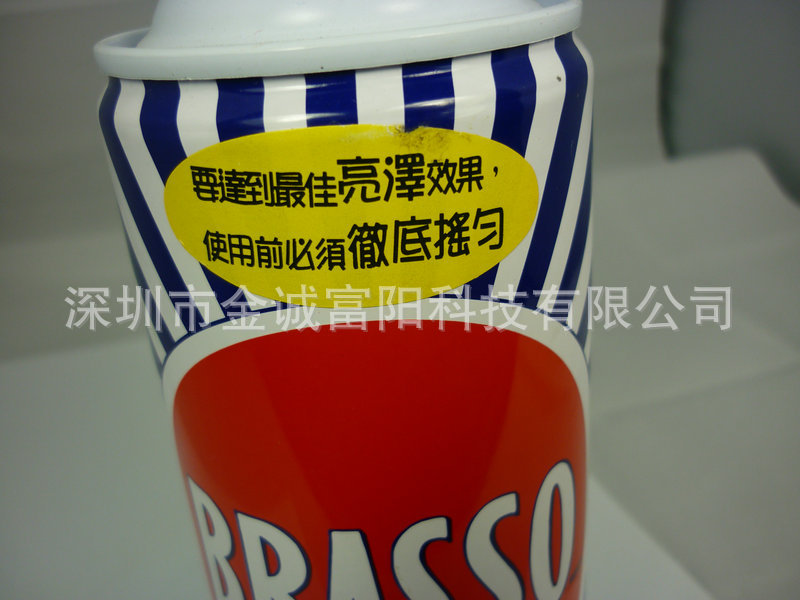 要達到最佳亮澤效果，
使用前必須徹底搖勻
深圳市金诚富阳科技有限公司
BRASSO